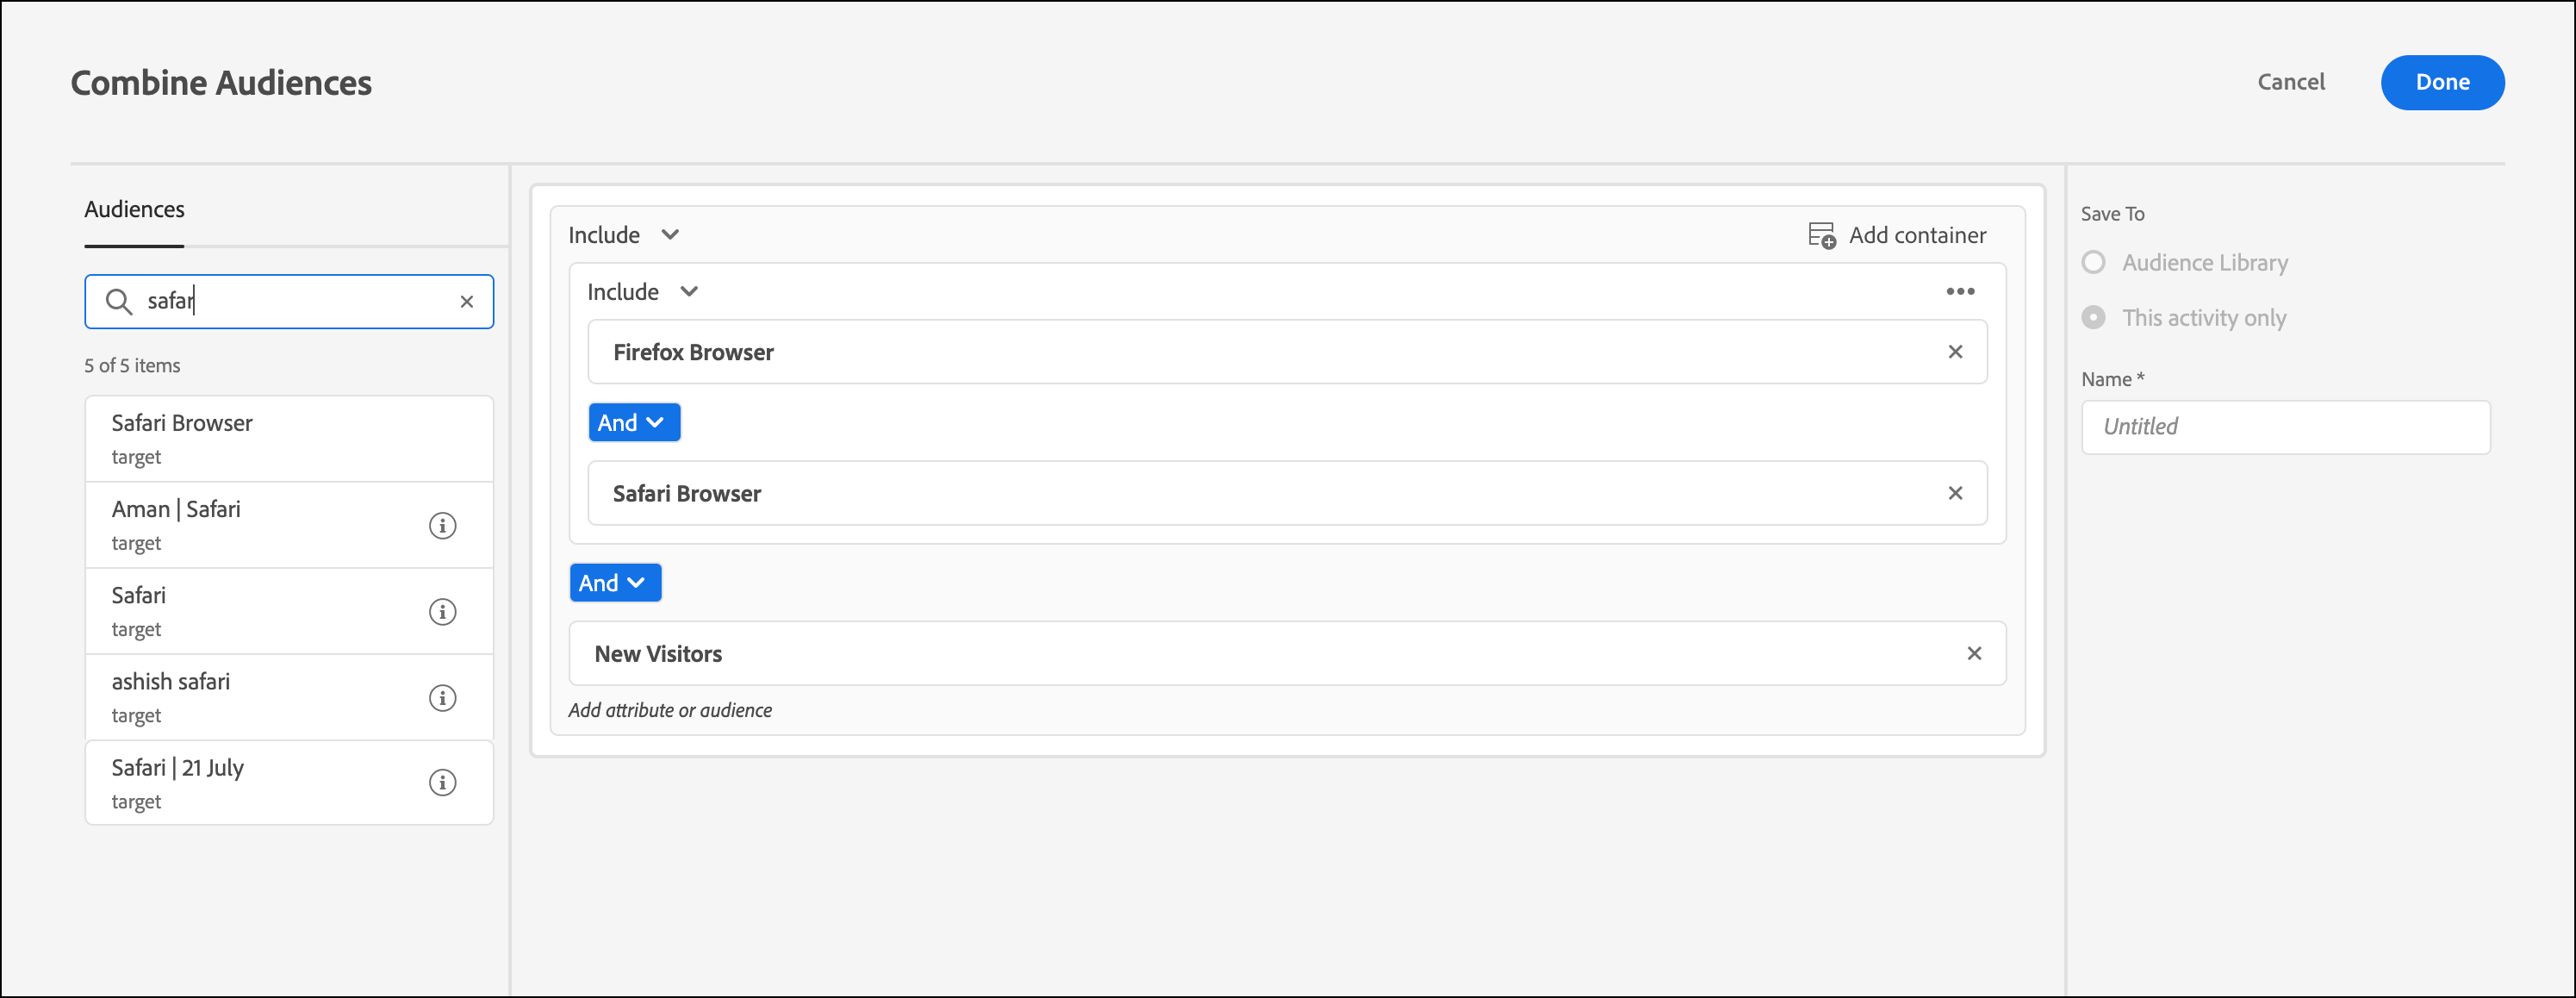 Combine Audiences
Cancel
Done
Audiences
safar
5 of 5 items
Safari Browser
target
Aman | Safari
target
Safari
target
ashish safari
target
Safari | 21 July
target
Include
Add container
Include
Firefox Browser
And
Safari Browser
And
New Visitors
Add attribute or audience
Save To
Audience Library
This activity only
Name *
Untitled